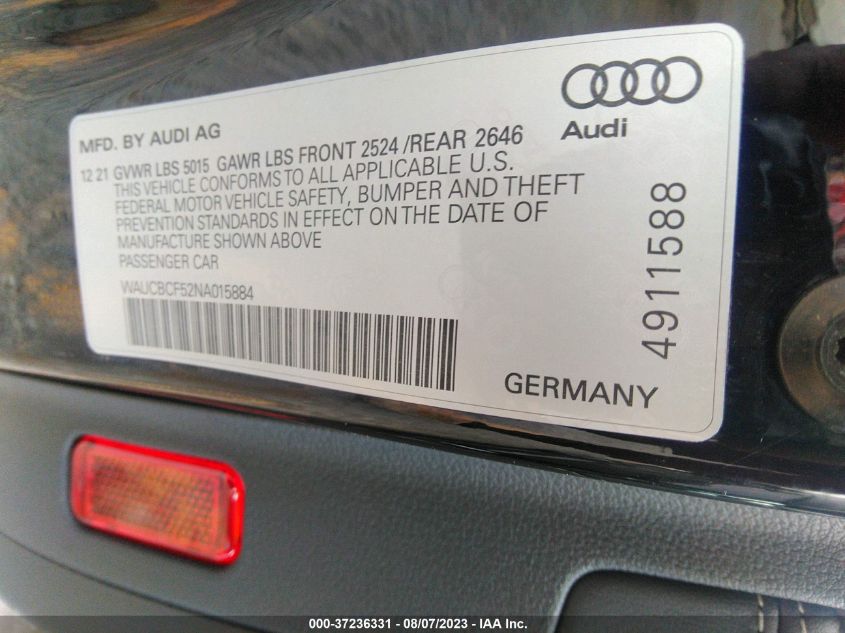 MFD. BY AUDI AG
12 21 GVWR LBS 5015 GAWR LBS FRONT 2524 /REAR 2646
THIS VEHICLE CONFORMS TO ALL APPLICABLE U.S.
FEDERAL MOTOR VEHICLE SAFETY, BUMPER AND THEFT
PREVENTION STANDARDS IN EFFECT ON THE DATE OF
MANUFACTURE SHOWN ABOVE
PASSENGER CAR
WAUCBCF52NA015884
Audi
4911588
GERMANY
000-37236331 - 08/07/2023 - IAA Inc.